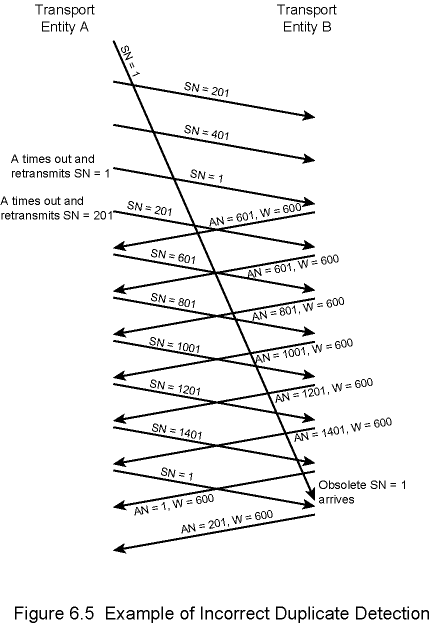 Transport
Entity A
Transport
Entity B
SN = 1
SN = 201
SN = 401
A times out and
retransmits SN = 1
SN = 1
A times out and
retransmits SN = 201
SN = 201
AN = 601, W = 600
SN = 601
AN = 601, W = 600
SN = 801
AN = 801, W = 600
SN = 1001
AN = 1001, W = 600
SN = 1201
AN = 1201, W = 600
SN = 1401
AN = 1401, W = 600
SN = 1
Obsolete SN = 1
arrives
AN = 1, W = 600
AN = 201, W = 600
Figure 6.5 Example of Incorrect Duplicate Detection